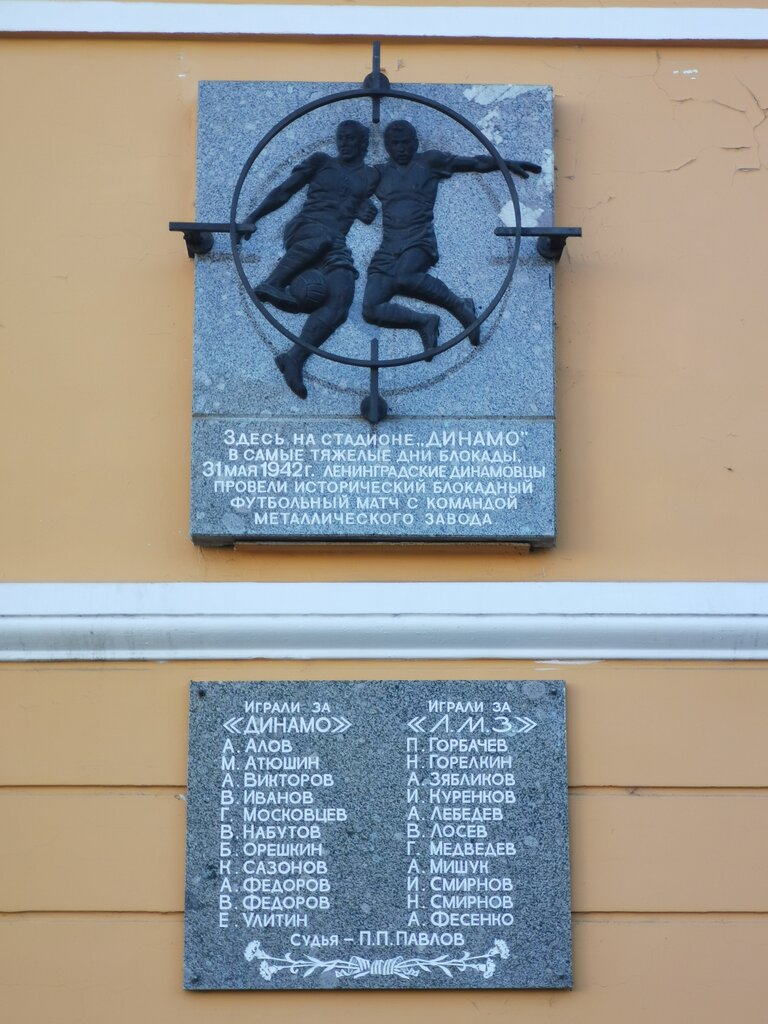 Здесь на стадионе „ДИНАМО"
в самые тяжелые дни блокады,
31 мая 1942 г. ленинградские динамовцы
провели исторический блокадный
футбольный матч с командой
Металлического завода
Играли за
«Динамо»
А. Алов
М. Атюшин
А. Викторов
В. Иванов
Г. Московцев
В. Набутов
Б. Орешкин
К. Сазонов
А. Федоров
В. Федоров
Е. Улитин
Играли за
«Л.М.З»
П. Горбачев
Н. Горелкин
А. Зябликов
И. Куренков
А. Лебедев
В. Лосев
Г. Медведев
А. Мишук
И. Смирнов
Н. Смирнов
А. Фесенко
Судья – П.П. Павлов